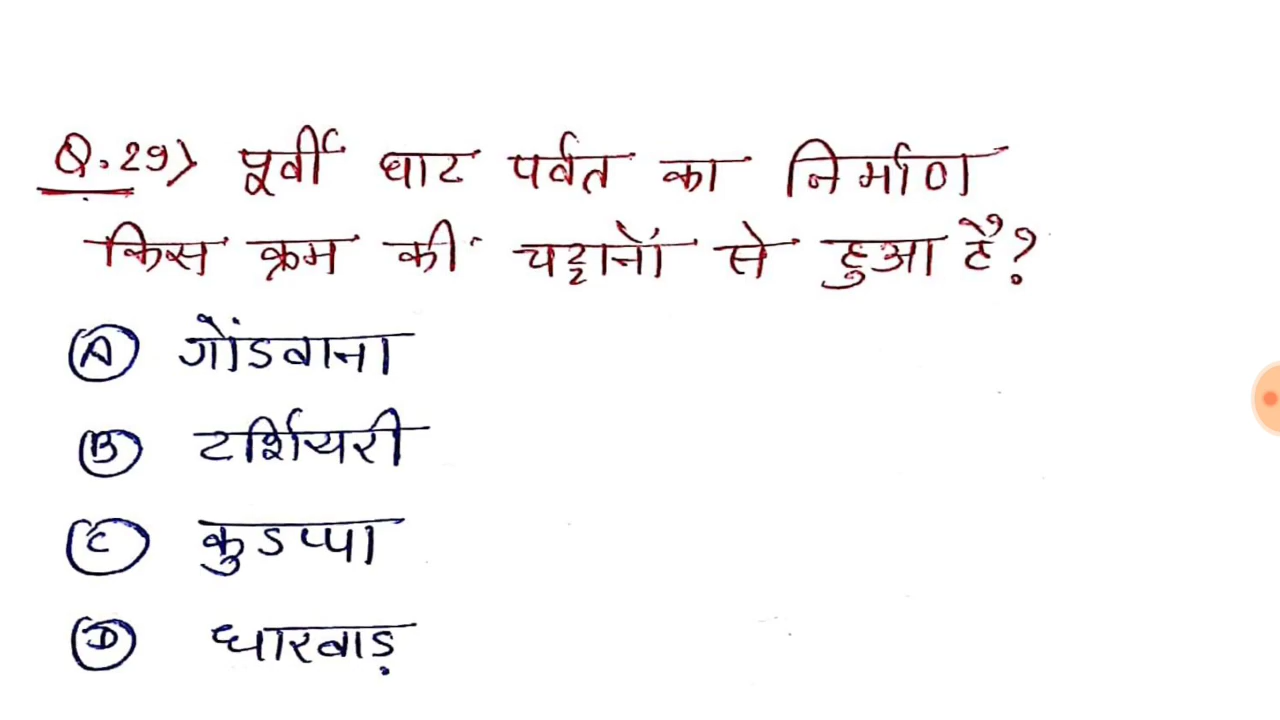 Q.29) पूर्वी घाट पर्वत का निर्माण
किस क्रम की चट्टानों से हुआ है?
(A) गोंडवाना
(B) टर्शियरी
(C) कुडप्पा
(D) धारवाड़